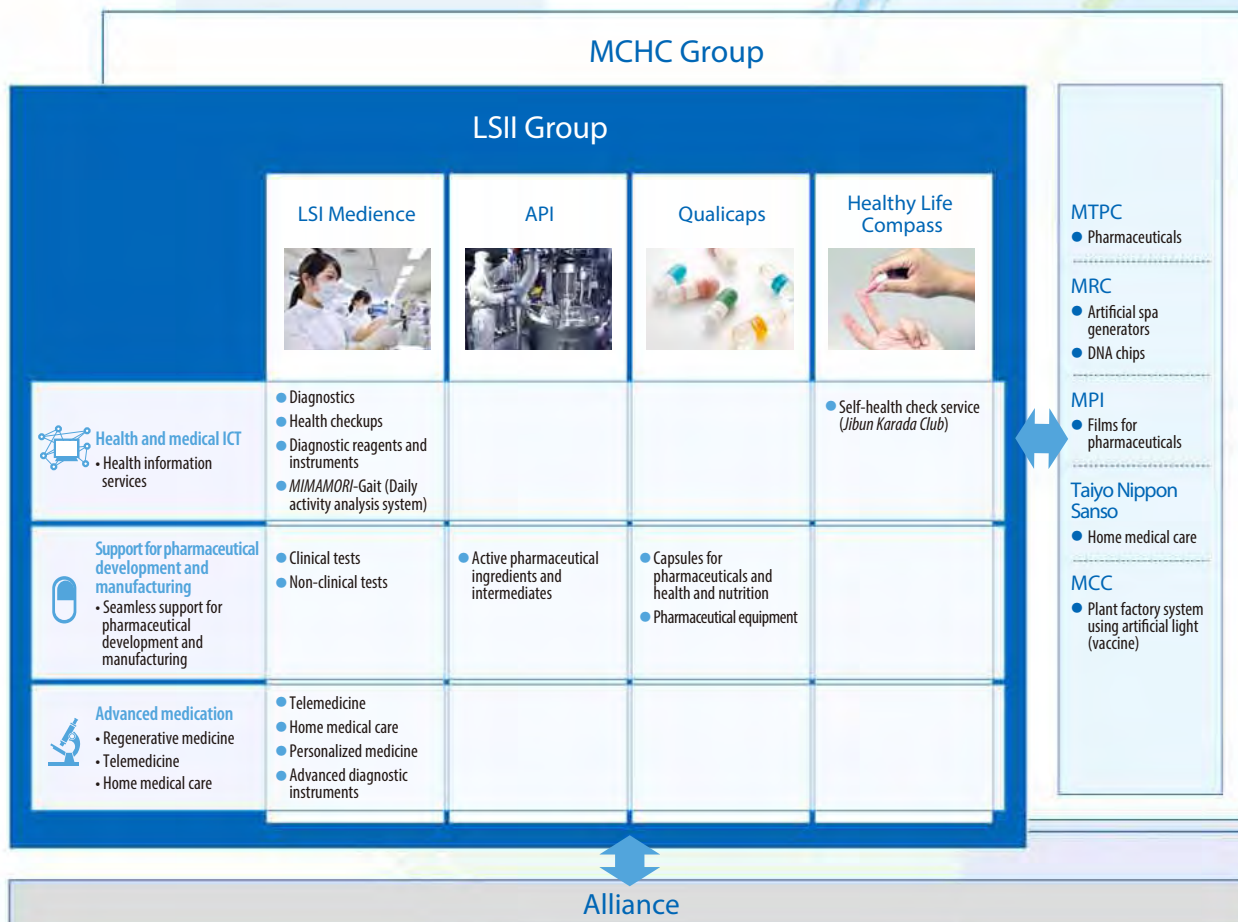 MCHC Group
LSII Group
LSI Medience
API
Qualicaps
Healthy Life
Compass
Health and medical ICT
• Health information
services
● Diagnostics
● Health checkups
● Diagnostic reagents and
instruments
● MIMAMORI-Gait (Daily
activity analysis system)
● Self-health check service
(Jibun Karada Club)
Support for pharmaceutical
development and
manufacturing
• Seamless support for
pharmaceutical
development and
manufacturing
● Clinical tests
● Non-clinical tests
● Active pharmaceutical
ingredients and
intermediates
● Capsules for
pharmaceuticals and
health and nutrition
● Pharmaceutical equipment
Advanced medication
• Regenerative medicine
• Telemedicine
• Home medical care
● Telemedicine
● Home medical care
● Personalized medicine
● Advanced diagnostic
instruments
MTPC
● Pharmaceuticals
MRC
● Artificial spa
generators
● DNA chips
MPI
● Films for
pharmaceuticals
Taiyo Nippon
Sanso
● Home medical care
MCC
● Plant factory system
using artificial light
(vaccine)
Alliance